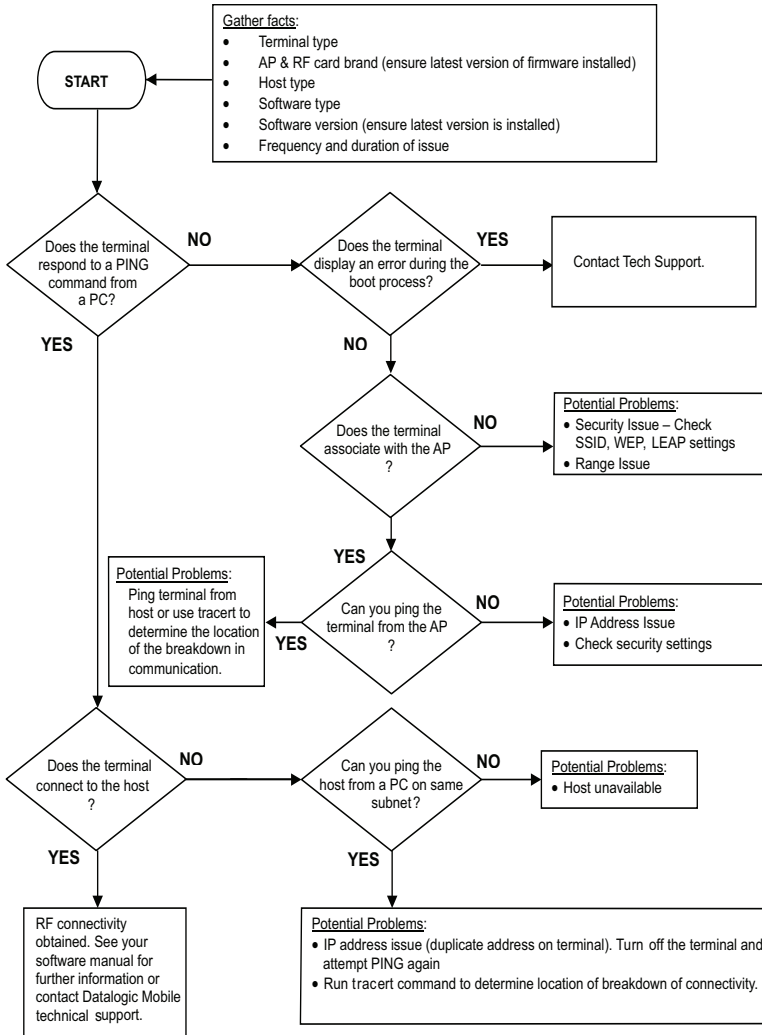 Gather facts:
• Terminal type
• AP & RF card brand (ensure latest version of firmware installed)
• Host type
• Software type
• Software version (ensure latest version is installed)
• Frequency and duration of issue
START
Does the terminal
respond to a PING
command from
a PC?
NO
YES
Does the terminal
display an error during the
boot process?
YES
NO
Contact Tech Support.
Does the terminal
associate with the AP
?
NO
YES
Potential Problems:
• Security Issue – Check
SSID, WEP, LEAP settings
• Range Issue
Can you ping the
terminal from the AP
?
YES
NO
Potential Problems:
Ping terminal from
host or use tracert to
determine the location
of the breakdown in
communication.
Potential Problems:
• IP Address Issue
• Check security settings
Does the terminal
connect to the host
?
NO
YES
Can you ping the
host from a PC on same
subnet?
NO
YES
Potential Problems:
• Host unavailable
RF connectivity
obtained. See your
software manual for
further information or
contact Datalogic Mobile
technical support.
Potential Problems:
• IP address issue (duplicate address on terminal). Turn off the terminal and
attempt PING again
• Run tracert command to determine location of breakdown of connectivity.